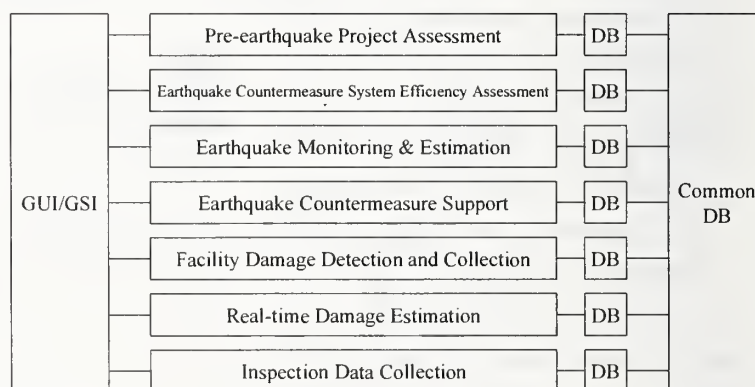 Pre-earthquake Project Assessment DB
Earthquake Countermeasure System Efficiency Assessment DB
Earthquake Monitoring & Estimation DB
GUI/GSI Earthquake Countermeasure Support DB Common DB
Facility Damage Detection and Collection DB
Real-time Damage Estimation DB
Inspection Data Collection DB